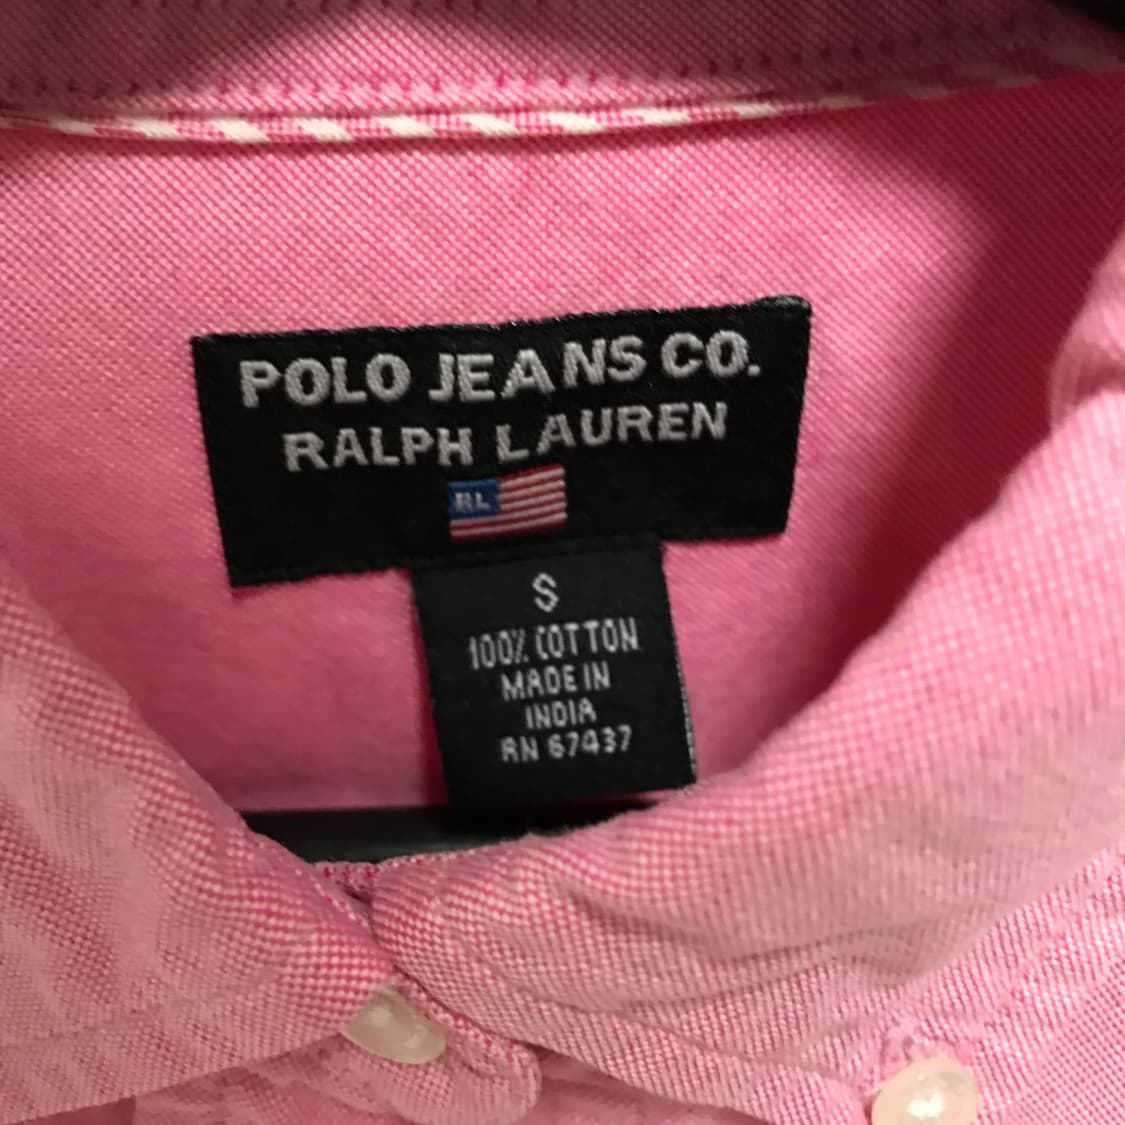 POLO JEANS CO.
RALPH LAUREN
RL
S
100% COTTON
MADE IN
INDIA
RN 67437